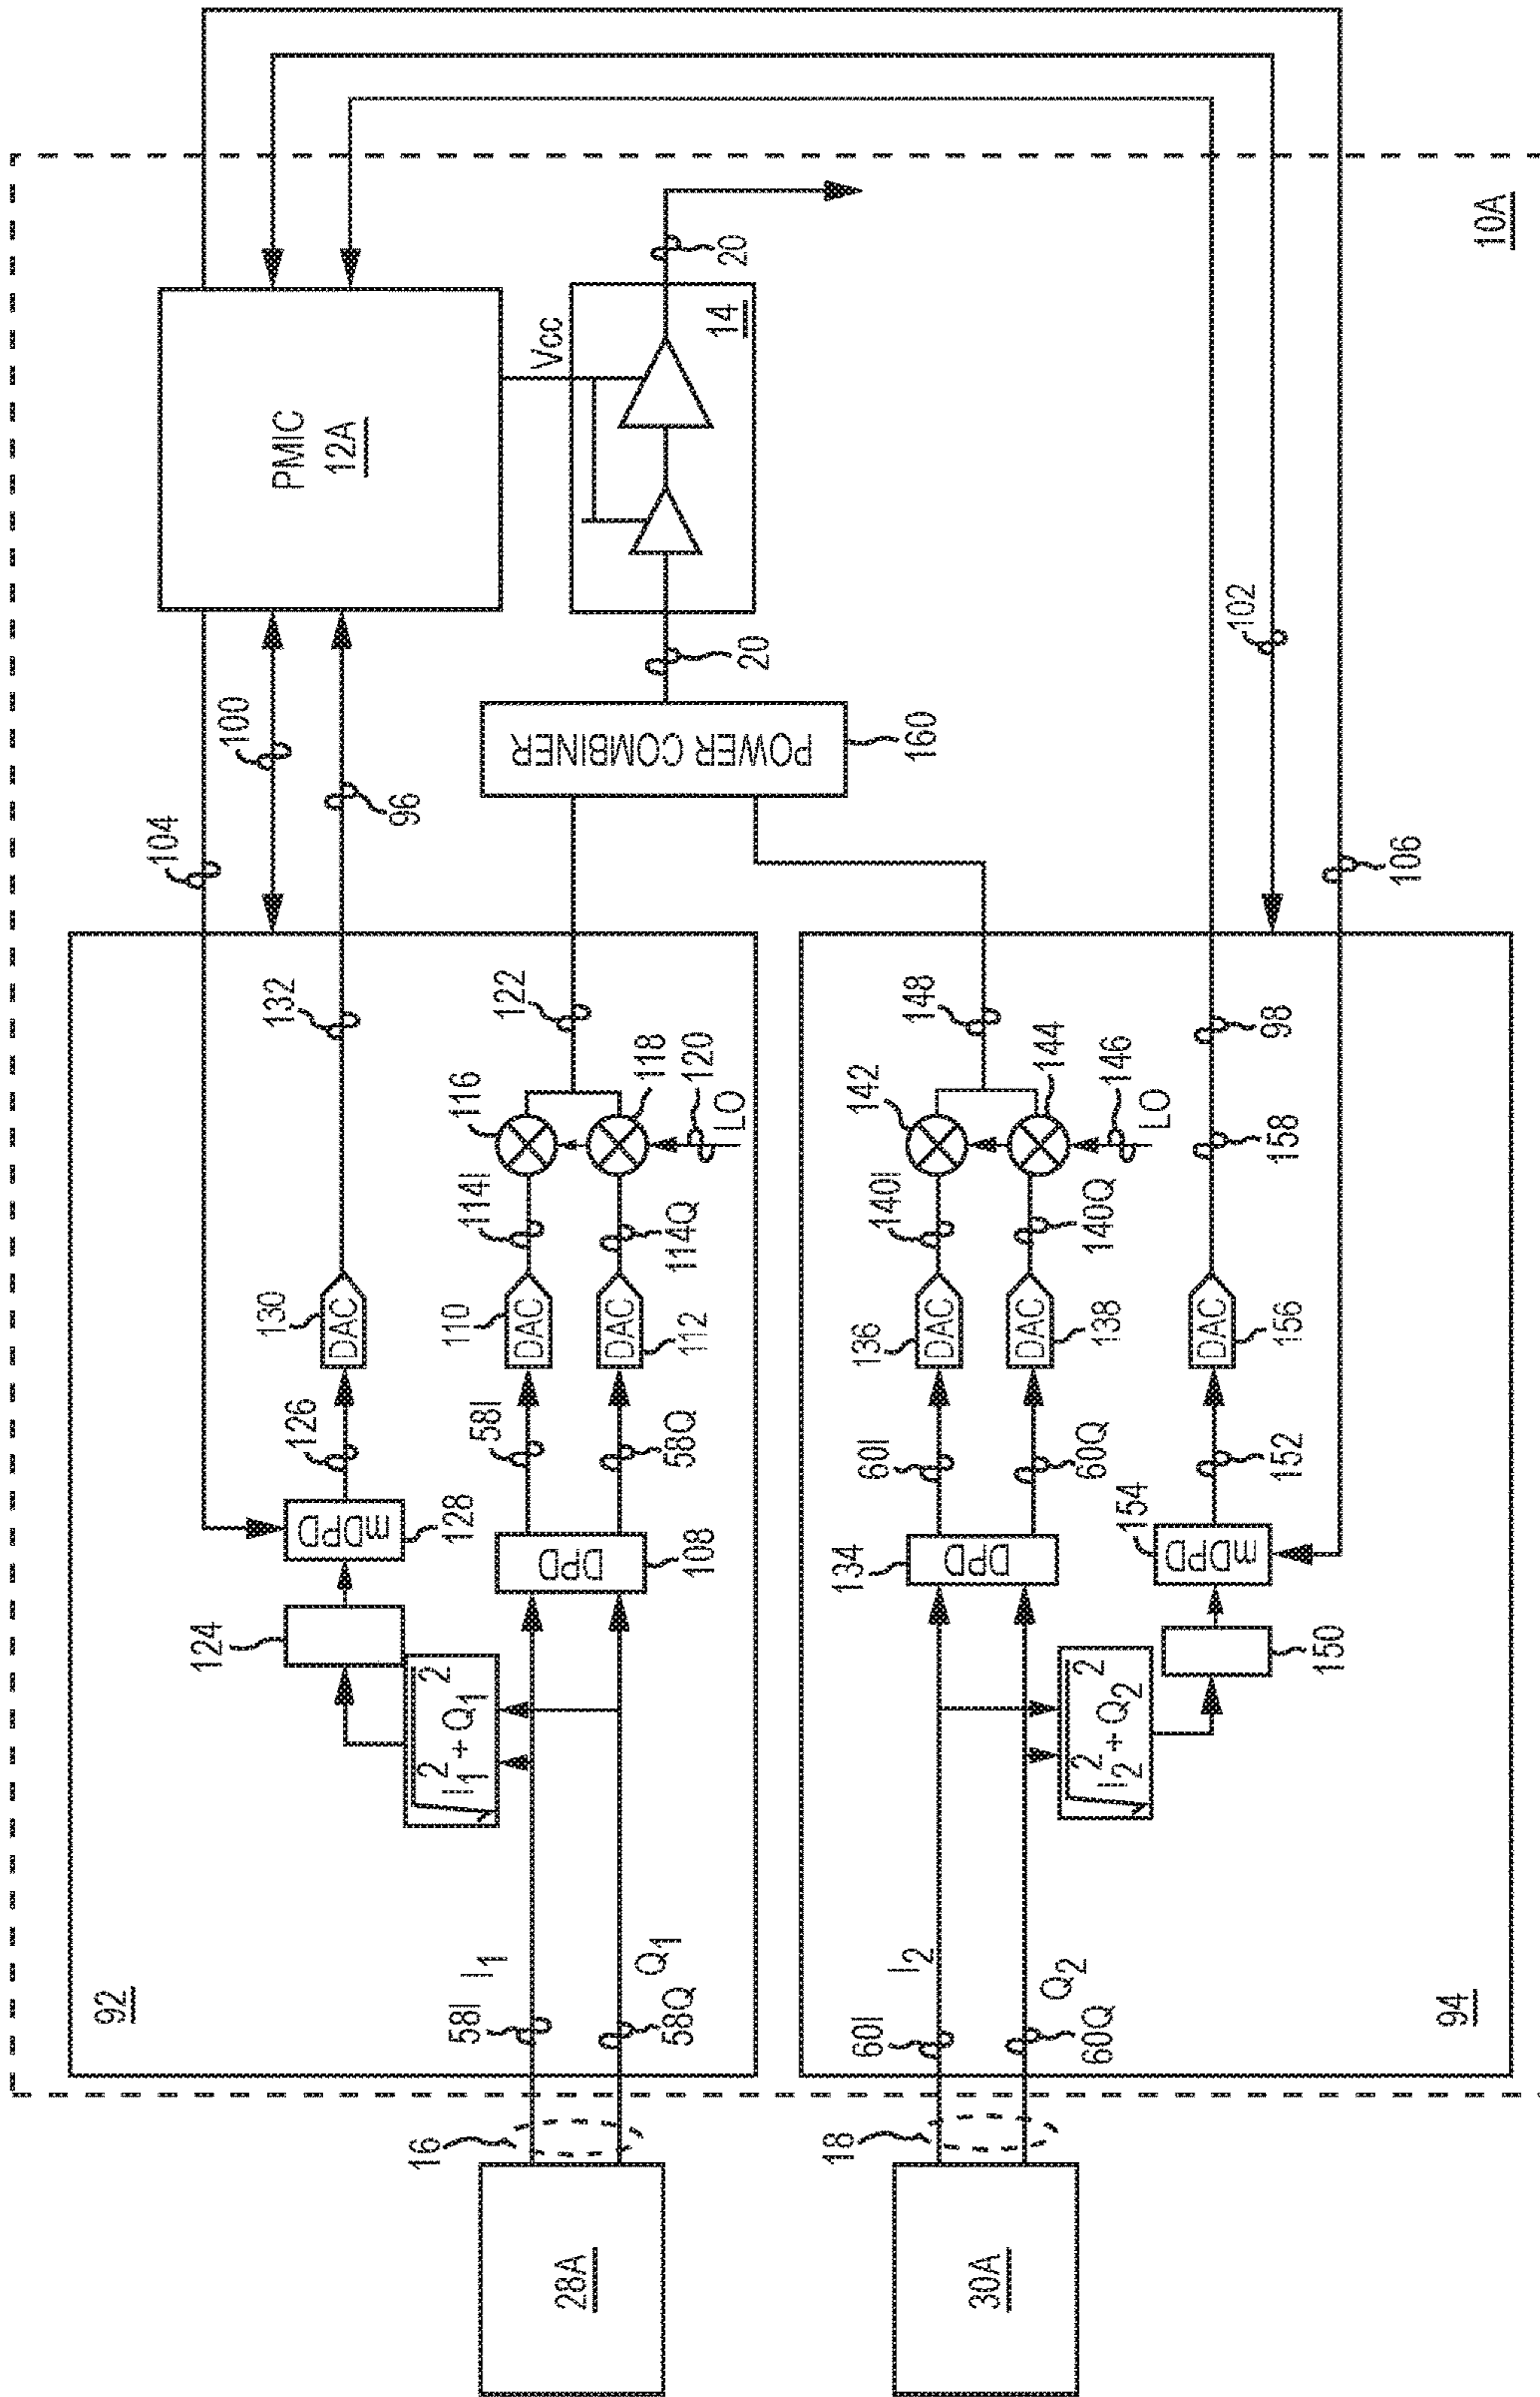 10A
92
28A
16
58I
I1
58Q
Q1
√I1² + Q1²
124
mDPD
128
126
DAC
130
132
104
100
96
DPD
108
58I
58Q
DAC
110
DAC
112
114I
114Q
116
118
120
LO
122
PMIC
12A
Vcc
14
20
20
POWER COMBINER
160
94
30A
18
60I
I2
60Q
Q2
√I2² + Q2²
150
mDPD
154
152
DAC
156
158
98
102
106
DPD
134
60I
60Q
DAC
136
DAC
138
140I
140Q
142
144
146
LO
148